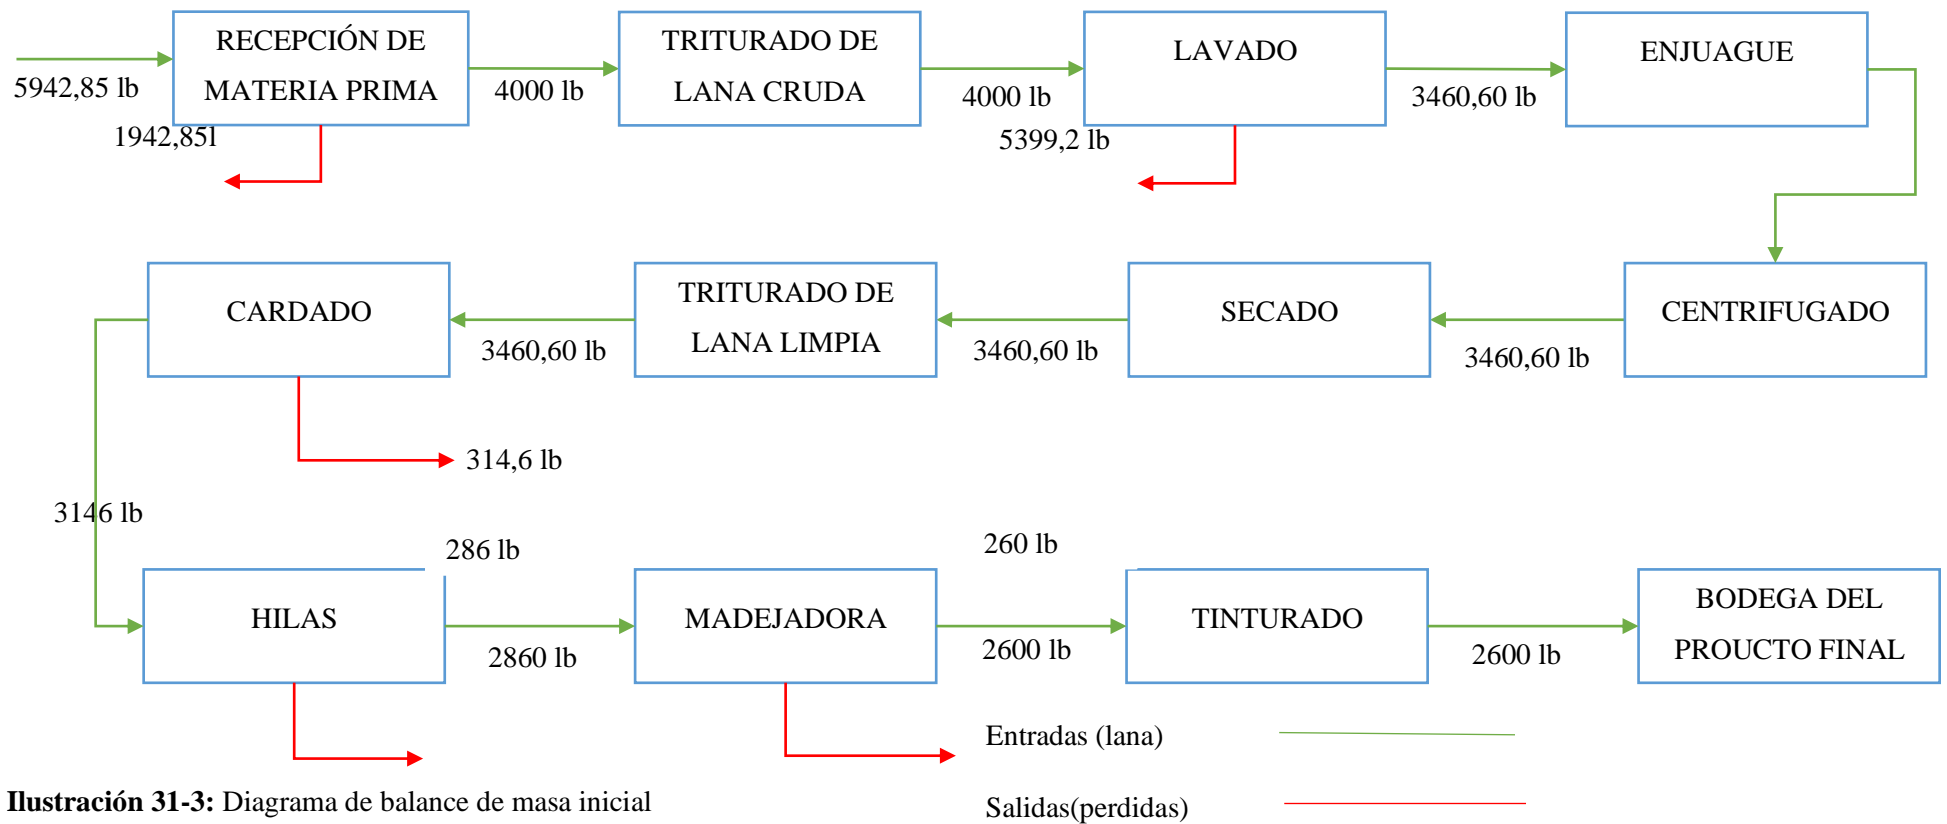 RECEPCIÓN DE
MATERIA PRIMA
TRITURADO DE
LANA CRUDA
LAVADO
ENJUAGUE
5942,85 lb
4000 lb
4000 lb
3460,60 lb
1942,85l
5399,2 lb
CARDADO
TRITURADO DE
LANA LIMPIA
SECADO
CENTRIFUGADO
3460,60 lb
3460,60 lb
3460,60 lb
314,6 lb
3146 lb
286 lb
260 lb
HILAS
MADEJADORA
TINTURADO
BODEGA DEL
PROUCTO FINAL
2860 lb
2600 lb
2600 lb
Entradas (lana)
Salidas(perdidas)
Ilustración 31-3: Diagrama de balance de masa inicial